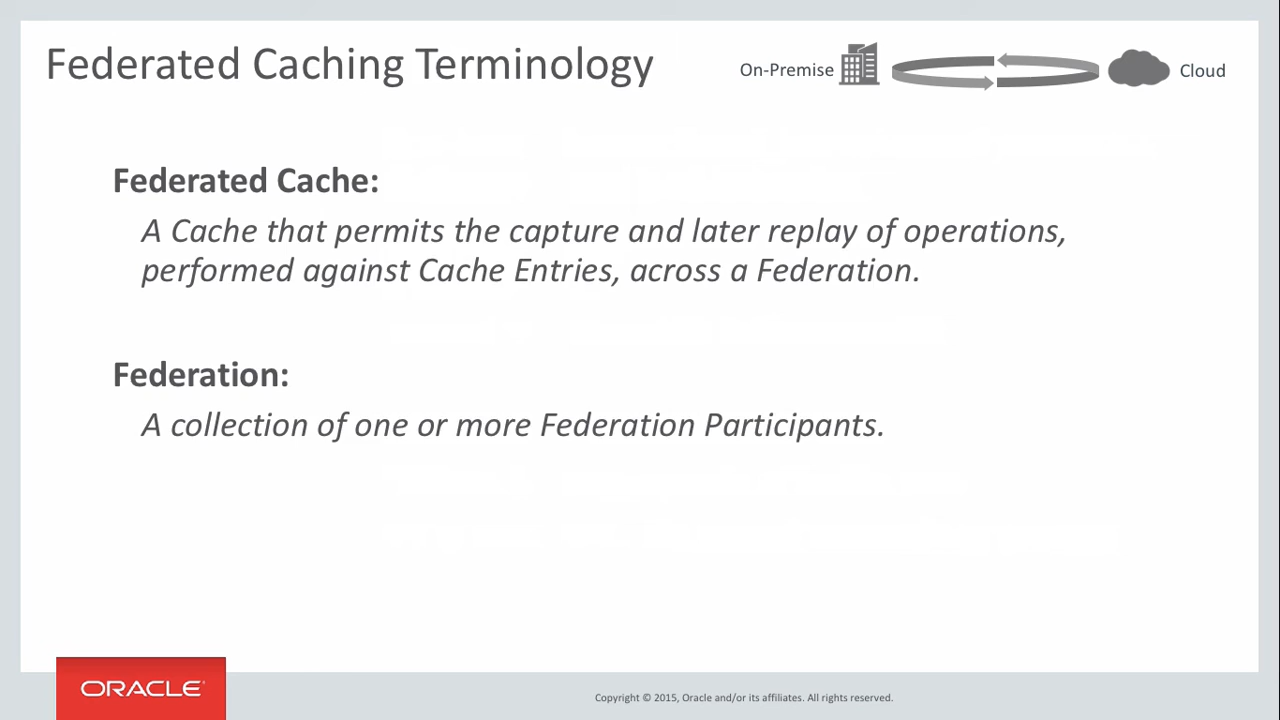 Federated Caching Terminology
On-Premise
Cloud
Federated Cache:
A Cache that permits the capture and later replay of operations,
performed against Cache Entries, across a Federation.
Federation:
A collection of one or more Federation Participants.
ORACLE
Copyright © 2015, Oracle and/or its affiliates. All rights reserved.